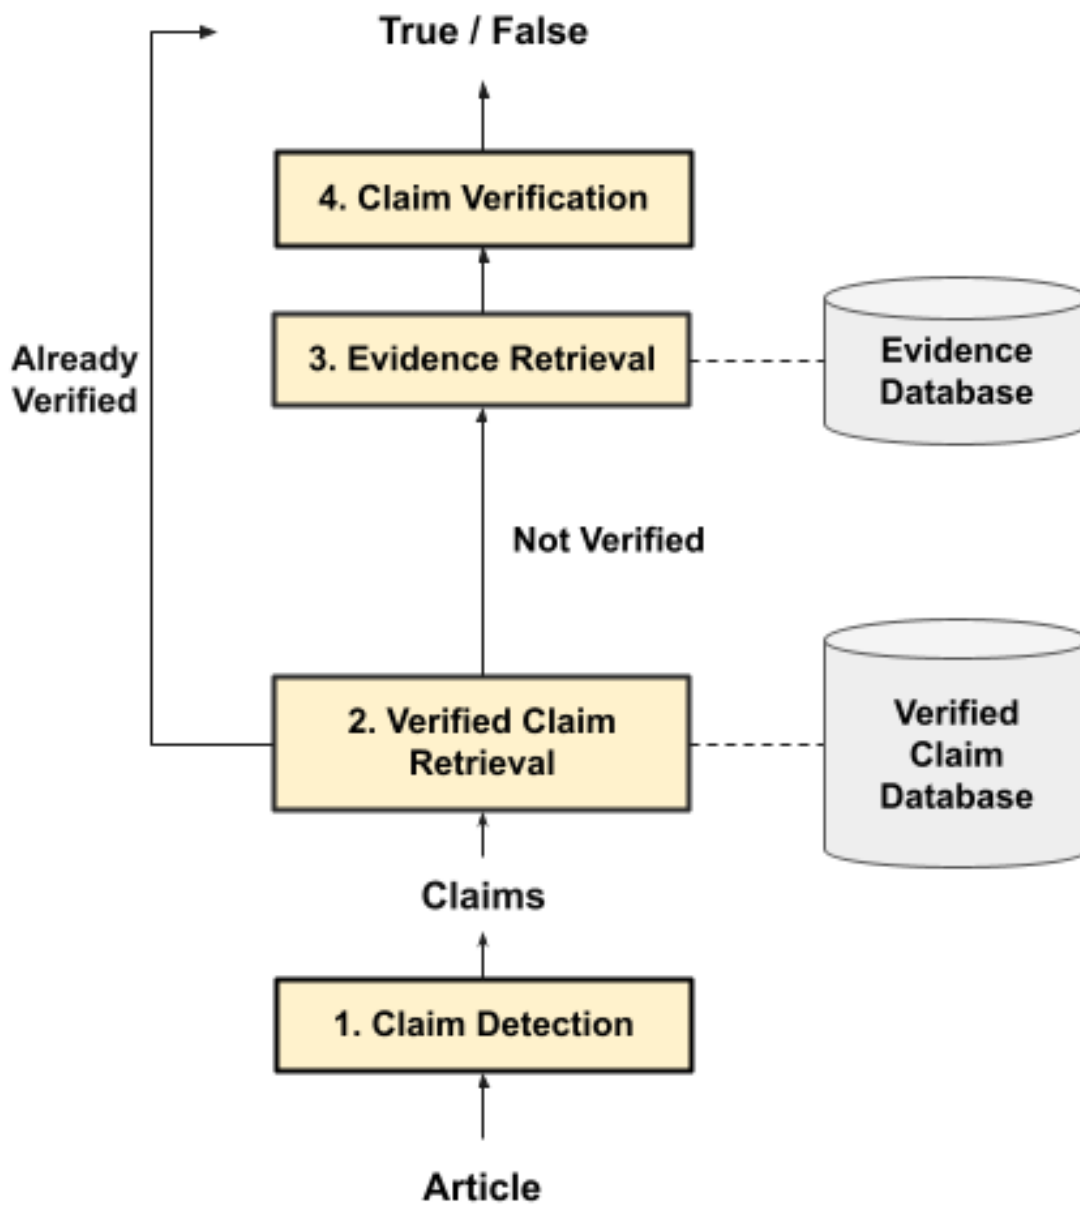 True / False
4. Claim Verification
3. Evidence Retrieval
Evidence
Database
Already
Verified
Not Verified
2. Verified Claim
Retrieval
Verified
Claim
Database
Claims
1. Claim Detection
Article